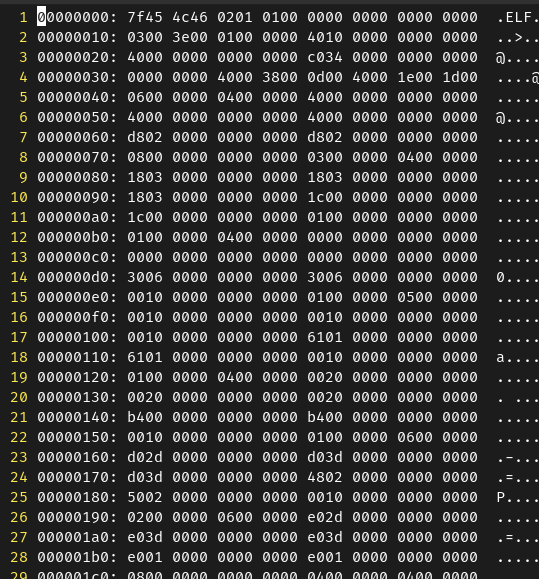 1 00000000: 7f45 4c46 0201 0100 0000 0000 0000 0000 .ELF.
2 00000010: 0300 3e00 0100 0000 4010 0000 0000 0000 ..>..
3 00000020: 4000 0000 0000 0000 c034 0000 0000 0000 @....
4 00000030: 0000 0000 4000 3800 0d00 4000 1e00 1d00 ....@
5 00000040: 0600 0000 0400 0000 4000 0000 0000 0000 .....
6 00000050: 4000 0000 0000 0000 4000 0000 0000 0000 @....
7 00000060: d802 0000 0000 0000 d802 0000 0000 0000 .....
8 00000070: 0800 0000 0000 0000 0300 0000 0400 0000 .....
9 00000080: 1803 0000 0000 0000 1803 0000 0000 0000 .....
10 00000090: 1803 0000 0000 0000 1c00 0000 0000 0000 .....
11 000000a0: 1c00 0000 0000 0000 0100 0000 0000 0000 .....
12 000000b0: 0100 0000 0400 0000 0000 0000 0000 0000 .....
13 000000c0: 0000 0000 0000 0000 0000 0000 0000 0000 .....
14 000000d0: 3006 0000 0000 0000 3006 0000 0000 0000 0....
15 000000e0: 0010 0000 0000 0000 0100 0000 0500 0000 .....
16 000000f0: 0010 0000 0000 0000 0010 0000 0000 0000 .....
17 00000100: 0010 0000 0000 0000 6101 0000 0000 0000 .....
18 00000110: 6101 0000 0000 0000 0010 0000 0000 0000 a....
19 00000120: 0100 0000 0400 0000 0020 0000 0000 0000 .....
20 00000130: 0020 0000 0000 0000 0020 0000 0000 0000 . ...
21 00000140: b400 0000 0000 0000 b400 0000 0000 0000 .....
22 00000150: 0010 0000 0000 0000 0100 0000 0600 0000 .....
23 00000160: d02d 0000 0000 0000 d03d 0000 0000 0000 .-...
24 00000170: d03d 0000 0000 0000 4802 0000 0000 0000 .=...
25 00000180: 5002 0000 0000 0000 0010 0000 0000 0000 P....
26 00000190: 0200 0000 0600 0000 e02d 0000 0000 0000 .....
27 000001a0: e03d 0000 0000 0000 e03d 0000 0000 0000 .=...
28 000001b0: e001 0000 0000 0000 e001 0000 0000 0000 .....
29 000001c0: 0800 0000 0000 0000 0400 0000 0400 0000 .....